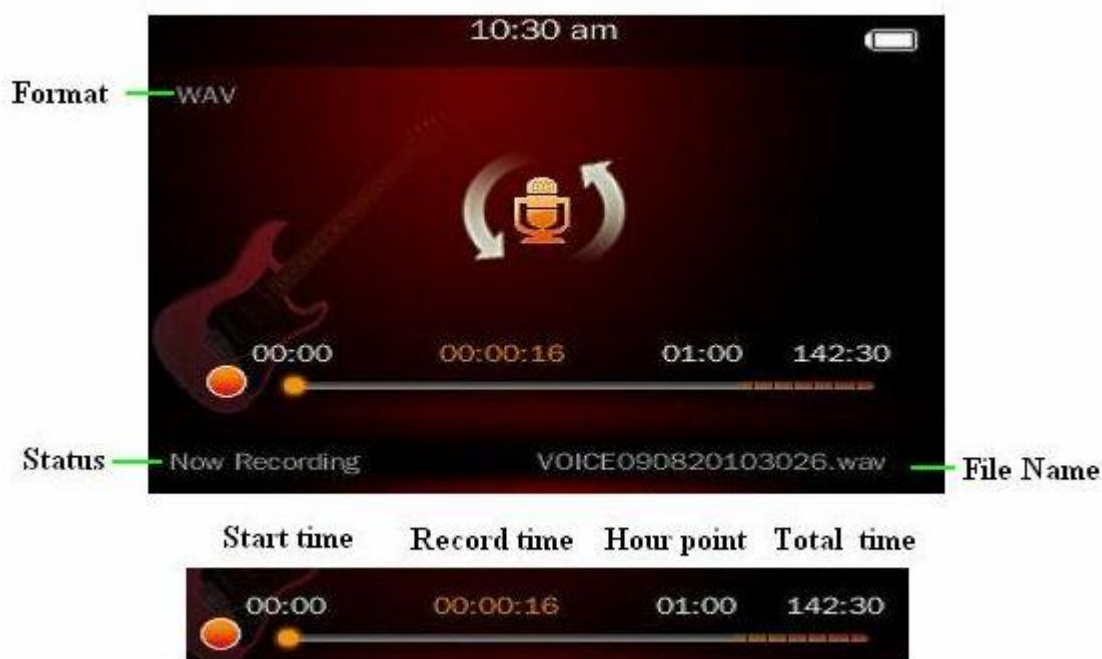 10:30 am
Format
WAV
00:00 00:00:16 01:00 142:30
Status
Now Recording VOICE090820103026.wav
File Name
Start time Record time Hour point Total time
00:00 00:00:16 01:00 142:30